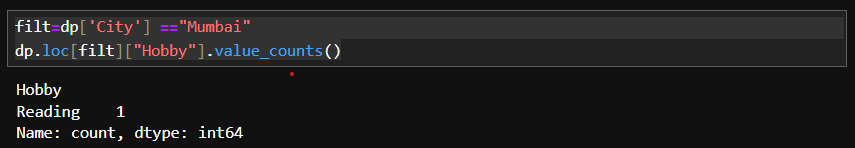 filt=dp['City'] =="Mumbai"
dp.loc[filt]["Hobby"].value_counts()
Hobby
Reading    1
Name: count, dtype: int64